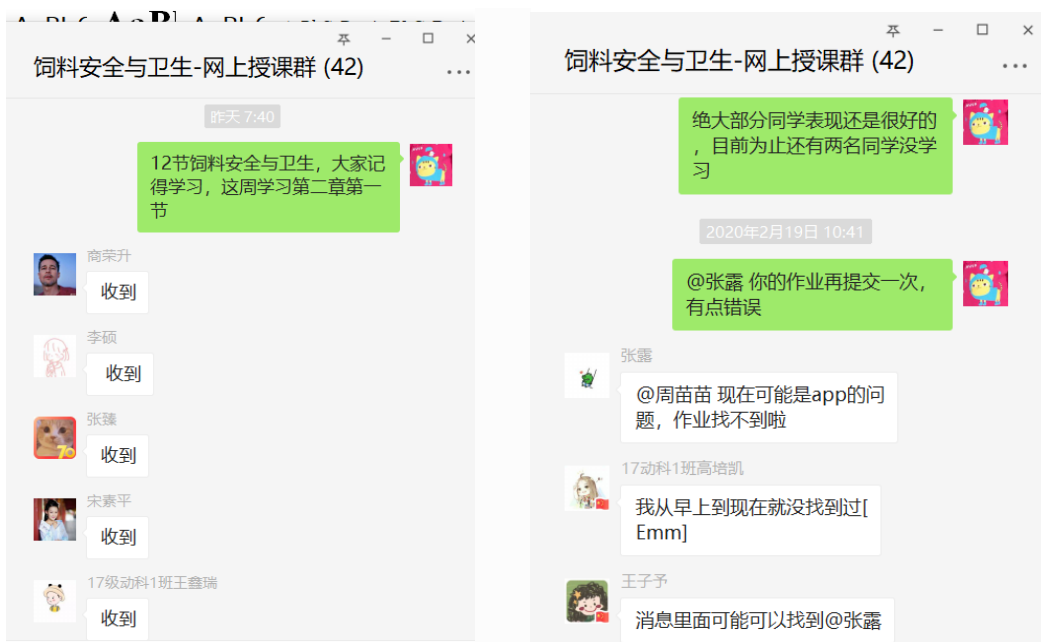 饲料安全与卫生-网上授课群 (42)
昨天 7:40
12节饲料安全与卫生，大家记
得学习，这周学习第二章第一
节
商荣升
收到
李硕
收到
张臻
收到
宋素平
收到
17级动科1班王鑫瑞
收到
饲料安全与卫生-网上授课群 (42)
绝大部分同学表现还是很好的
，目前为止还有两名同学没学
习
2020年2月19日 10:41
@张露 你的作业再提交一次，
有点错误
张露
@周苗苗 现在可能是app的问
题，作业找不到啦
17动科1班高培凯
我从早上到现在就没找到过[
Emm]
王子予
消息里面可能可以找到@张露